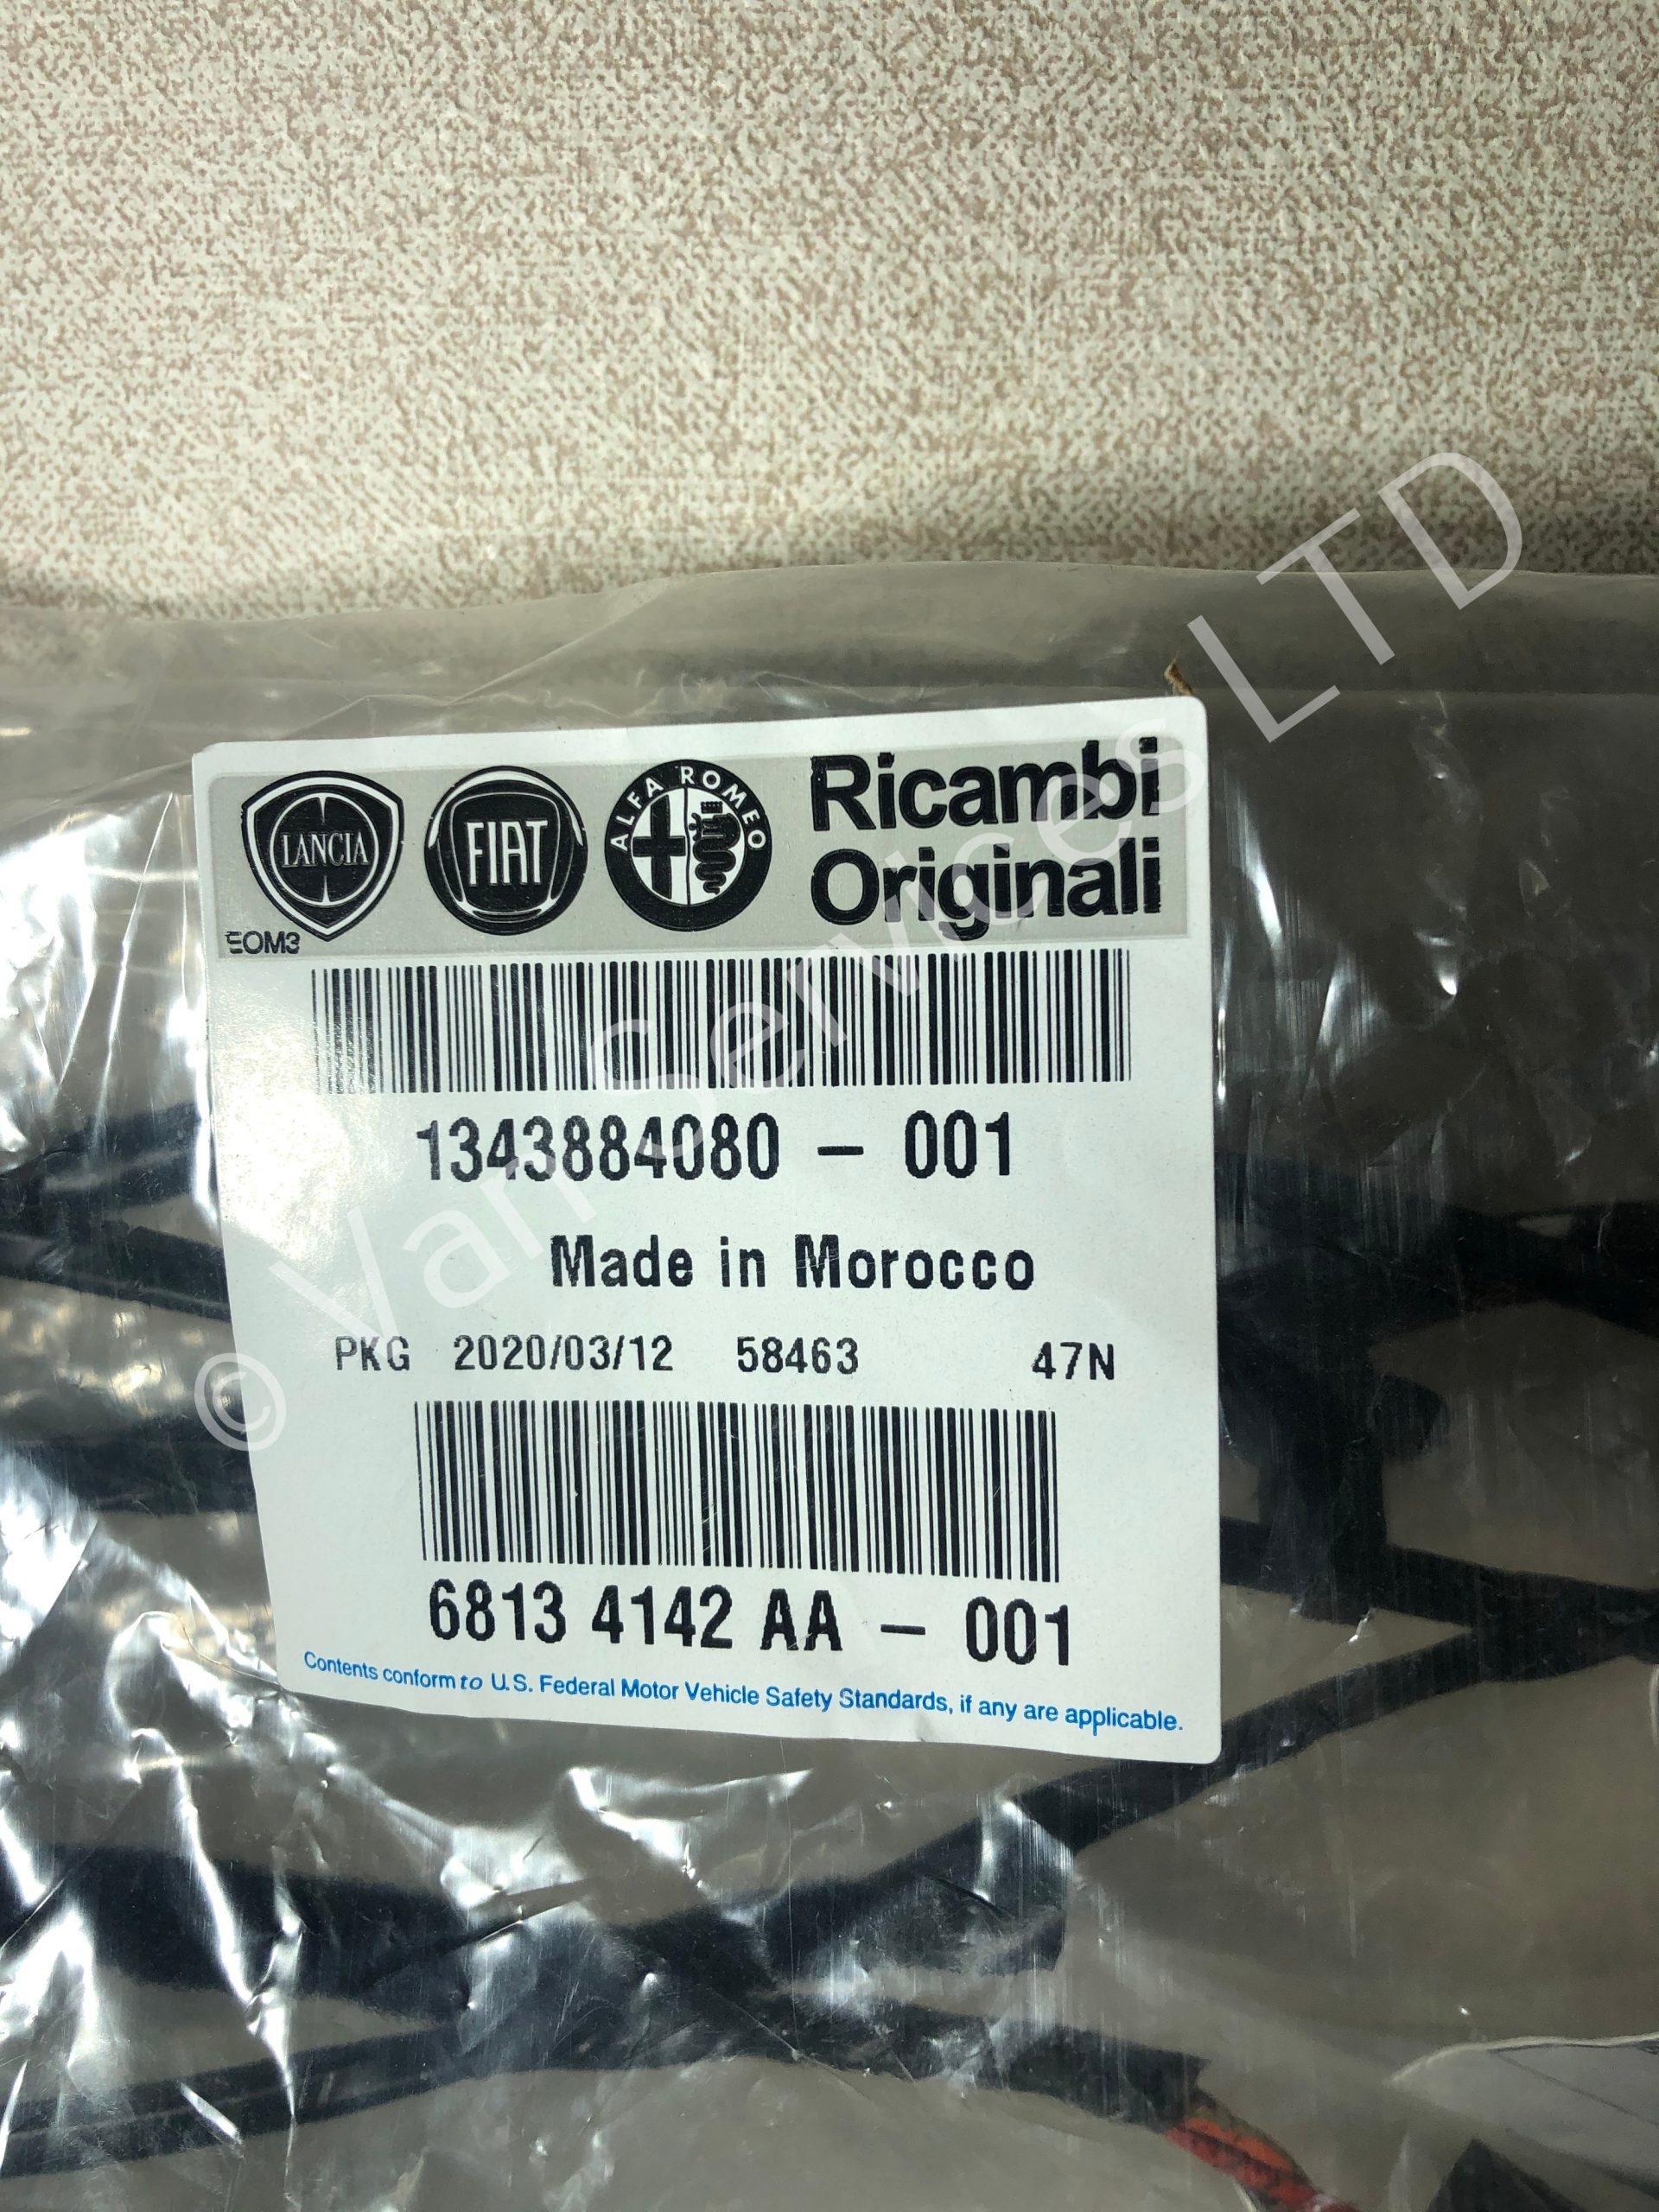 LANCIA
FIAT
ALFA ROMEO
Ricambi
Originali
EOM3
1343884080 - 001
Made in Morocco
PKG 2020/03/12 58463 47N
6813 4142 AA - 001
Contents conform to U.S. Federal Motor Vehicle Safety Standards, if any are applicable.
© Van Services LTD